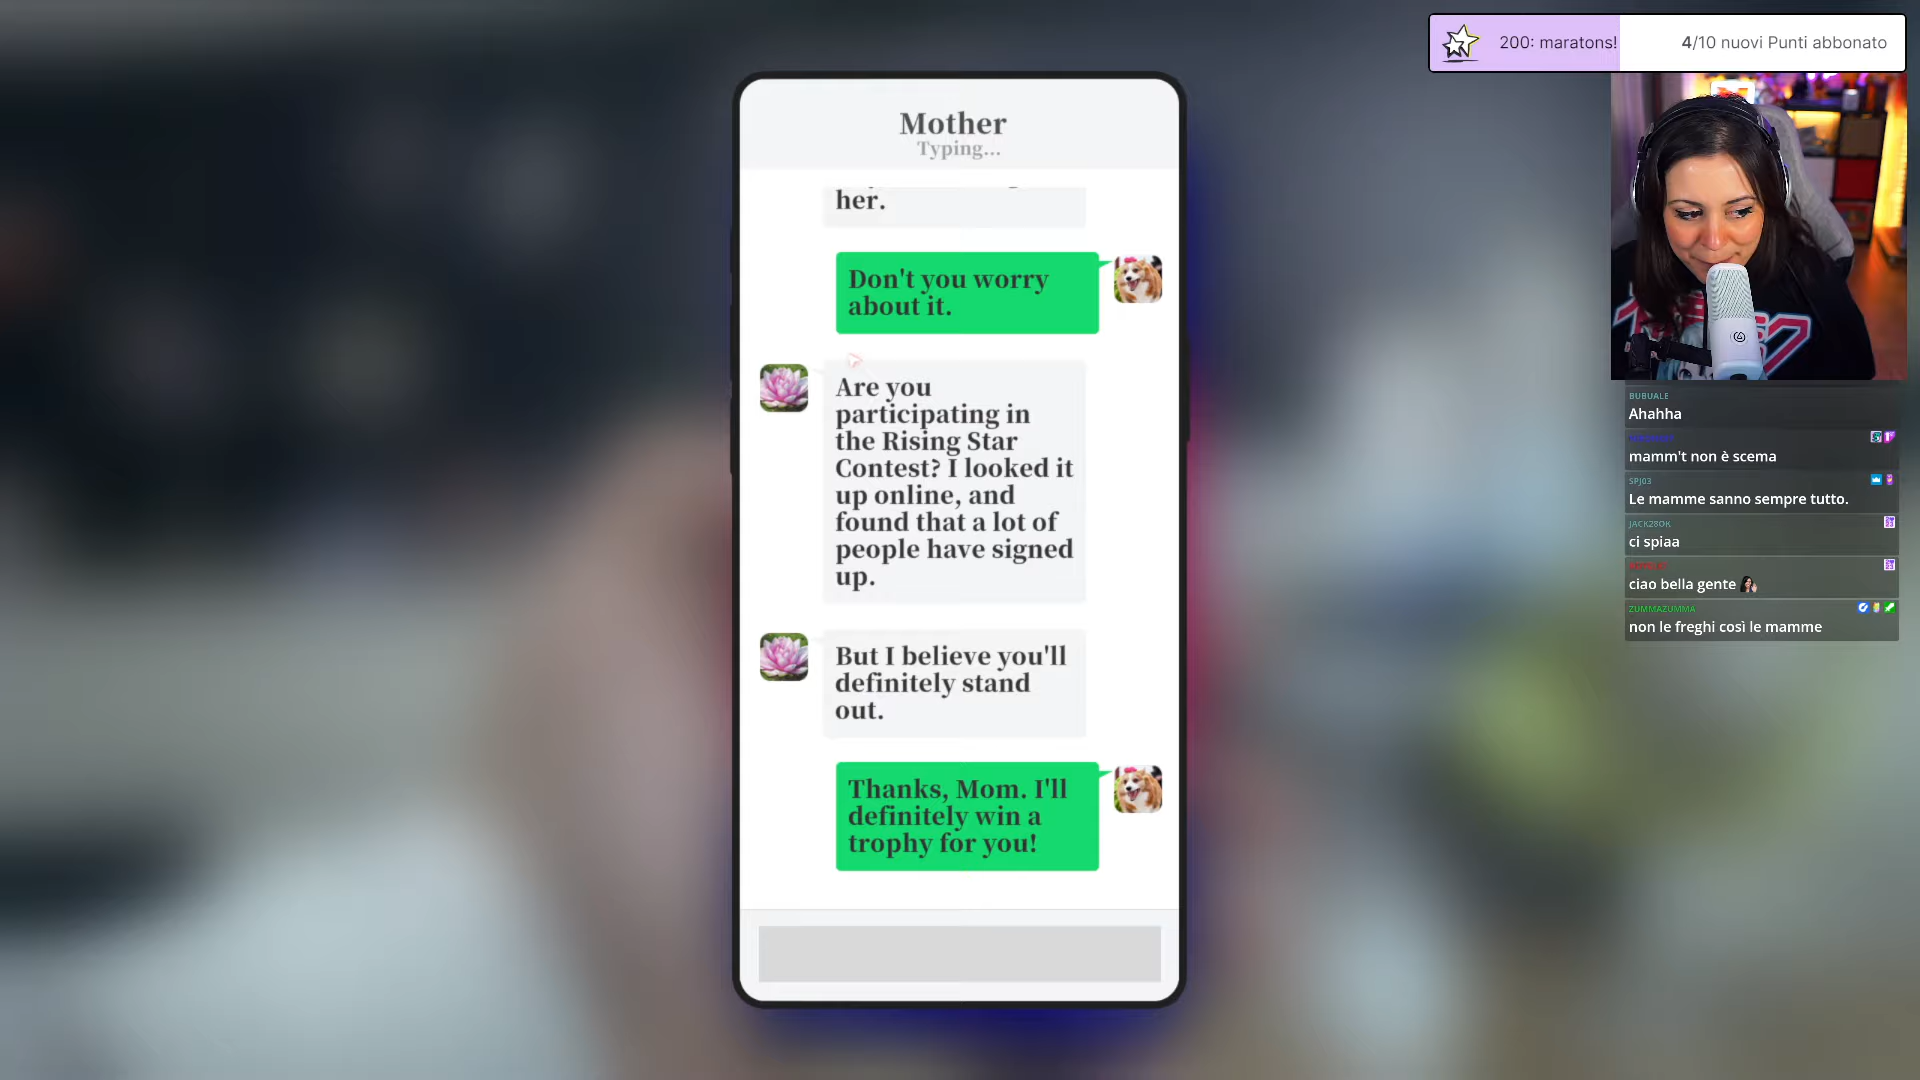 200: maratons!
4/10 nuovi Punti abbonato
Mother
Typing...
her.
Don't you worry
about it.
Are you
participating in
the Rising Star
Contest? I looked it
up online, and
found that a lot of
people have signed
up.
But I believe you'll
definitely stand
out.
Thanks, Mom. I'll
definitely win a
trophy for you!
BUBUALE
Ahahha
mamm't non è scema
SPJ03
Le mamme sanno sempre tutto.
JACK28OK
ci spiaa
ciao bella gente
ZUMMAZUMMA
non le freghi così le mamme